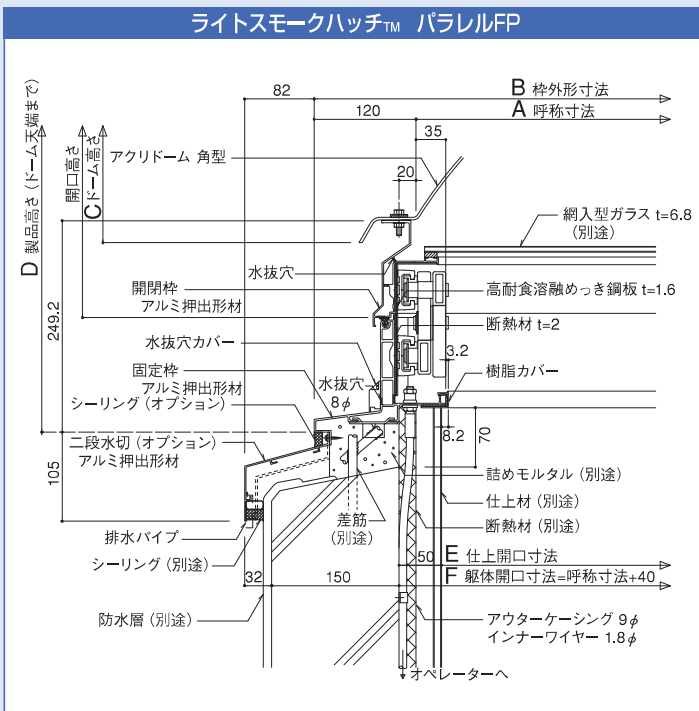 ライトスモークハッチ™ パラレルFP
82
B 枠外形寸法
120
A 呼称寸法
35
D 製品高さ(ドーム天端まで)
開口高さ
Cドーム高さ
アクリドーム 角型
20
網入型ガラス t=6.8
(別途)
水抜穴
開閉枠
アルミ押出形材
高耐食溶融めっき鋼板 t=1.6
249.2
断熱材 t=2
水抜穴カバー
3.2
固定枠
アルミ押出形材
水抜穴
8φ
樹脂カバー
シーリング(オプション)
二段水切(オプション)
アルミ押出形材
8.2
70
105
詰めモルタル(別途)
仕上材(別途)
差筋
(別途)
断熱材(別途)
排水パイプ
シーリング(別途)
50
E 仕上開口寸法
32
150
F 躯体開口寸法=呼称寸法+40
防水層(別途)
アウターケーシング 9φ
インナーワイヤー 1.8φ
オペレーターへ